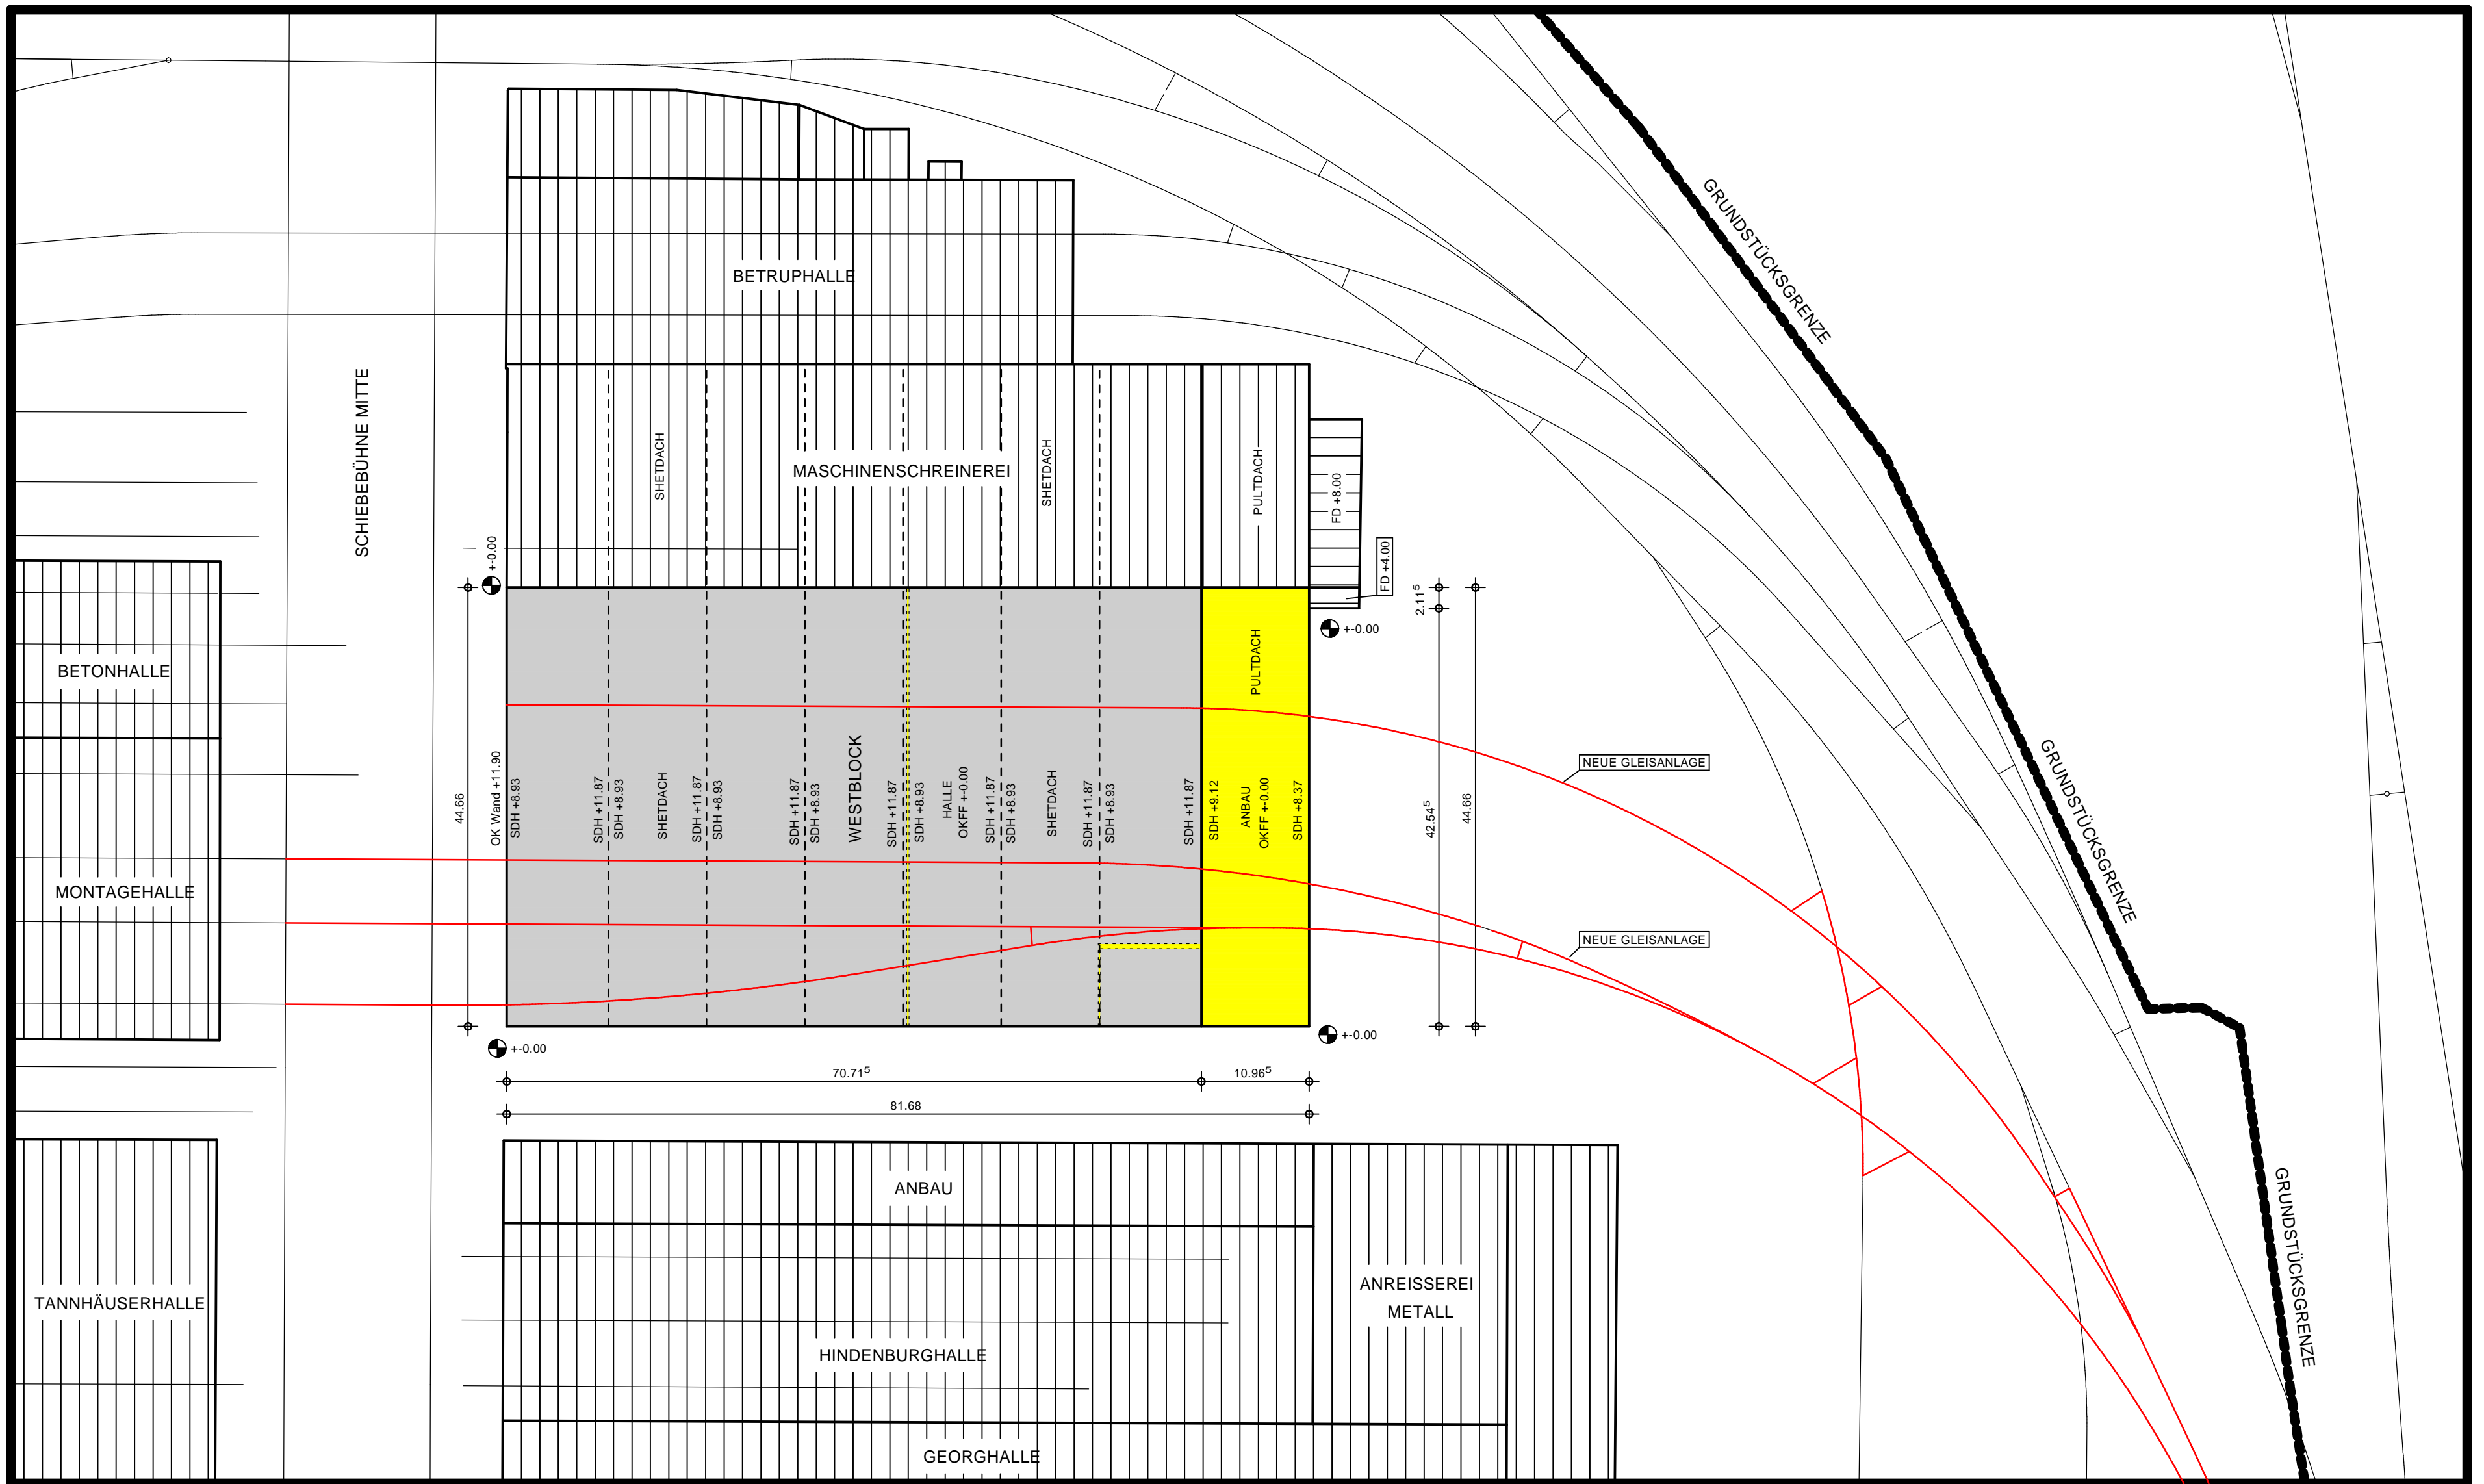 GRUNDSTÜCKSGRENZE
BETRUPHALLE
SCHIEBEBÜHNE MITTE
SHETDACH
MASCHINENSCHREINEREI
SHETDACH
PULTDACH
FD +8.00
FD +4.00
+-0.00
2.11⁵
+-0.00
BETONHALLE
PULTDACH
GRUNDSTÜCKSGRENZE
NEUE GLEISANLAGE
44.66
OK Wand +11.90
SDH +8.93
SDH +11.87
SDH +8.93
SHETDACH
SDH +11.87
SDH +8.93
SDH +11.87
SDH +8.93
WESTBLOCK
SDH +11.87
SDH +8.93
HALLE
OKFF +-0.00
SDH +11.87
SDH +8.93
SHETDACH
SDH +11.87
SDH +8.93
SDH +11.87
SDH +9.12
ANBAU
OKFF +-0.00
SDH +8.37
42.54⁵
44.66
MONTAGEHALLE
NEUE GLEISANLAGE
+-0.00
+-0.00
70.71⁵
10.96⁵
81.68
ANBAU
GRUNDSTÜCKSGRENZE
TANNHÄUSERHALLE
ANREISSEREI
METALL
HINDENBURGHALLE
GEORGHALLE